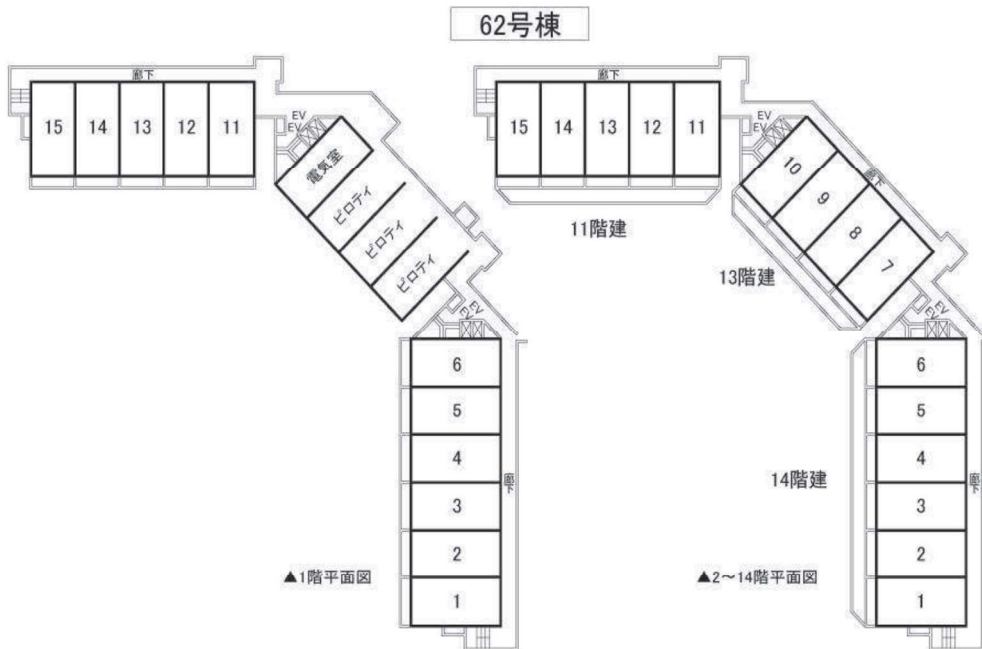 62号棟
廊下
15 14 13 12 11
EV
EV
電気室
ピロティ
ピロティ
ピロティ
EV
EV
6
5
4
3
2
1
廊下
▲1階平面図
廊下
15 14 13 12 11
EV
EV
10
9
8
7
廊下
11階建
13階建
EV
EV
6
5
4
3
2
1
廊下
14階建
▲2～14階平面図